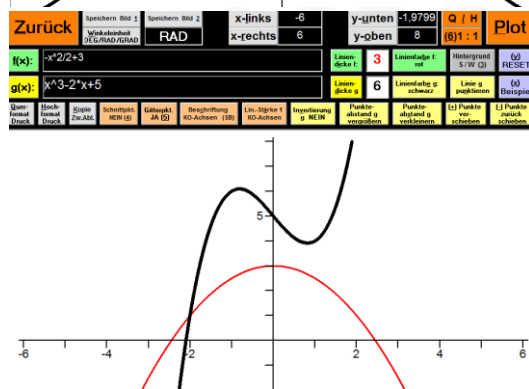 Zurück Speichern Bild 1 Speichern Bild 2 x-links -6 y-unten -1,9799 Q / H Plot
Winkeleinheit DEG/RAD/GRAD RAD x-rechts 6 y-oben 8 (6)1 : 1
f(x): -x^2/2+3 Linien-dicke f: 3 Linienfarbe f: rot Hintergrund S / W (3) (y) RESET
g(x): x^3-2*x+5 Linien-dicke g 6 Linienfarbe g: schwarz Linie g punktieren (x) Beispie
Quer-format Druck Hoch-format Druck Kopie Zw.Abl. Schnittpkt. NEIN (4) Gitterpkt. JA (5) Beschriftung KO-Achsen (SB) Lin.-Stärke 1 KO-Achsen Invertierung g NEIN Punkte-abstand g vergrößern Punkte-abstand g verkleinern (+) Punkte ver-schieben (-) Punkte zurück schieben
5
-6 -4 -2 2 4 6